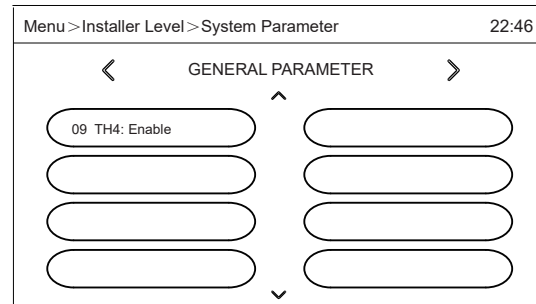 Menu＞Installer Level＞System Parameter 22:46
GENERAL PARAMETER
09 TH4: Enable